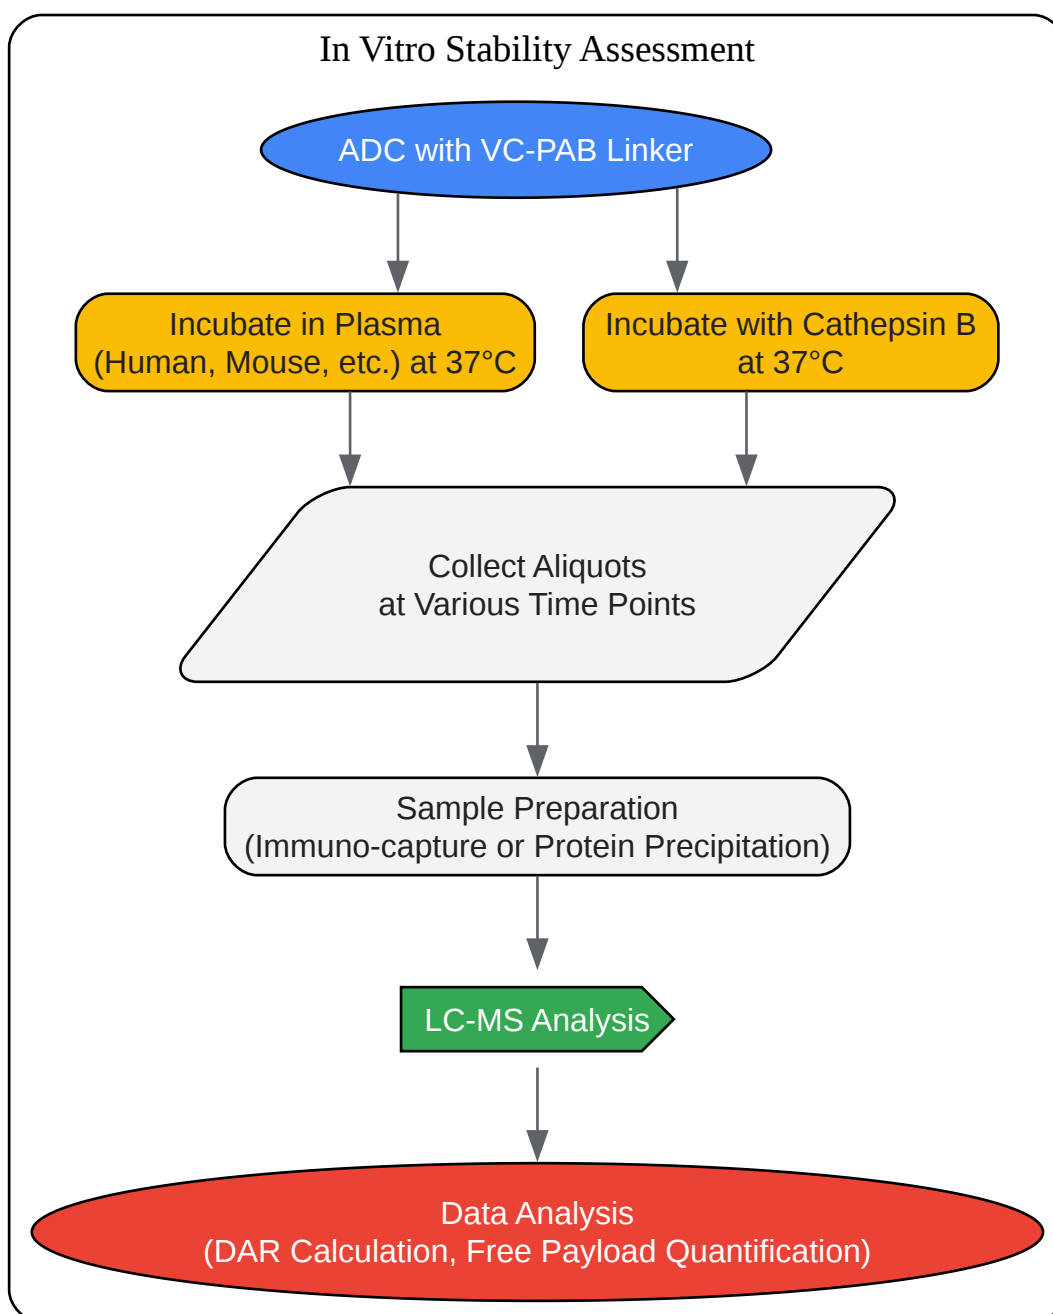 In Vitro Stability Assessment
ADC with VC-PAB Linker
Incubate in Plasma
(Human, Mouse, etc.) at 37°C
Incubate with Cathepsin B
at 37°C
Collect Aliquots
at Various Time Points
Sample Preparation
(Immuno-capture or Protein Precipitation)
LC-MS Analysis
Data Analysis
(DAR Calculation, Free Payload Quantification)